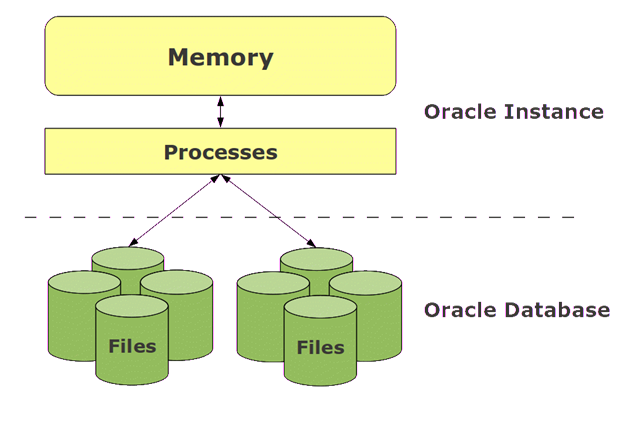 Memory
Oracle Instance
Processes
Oracle Database
Files
Files